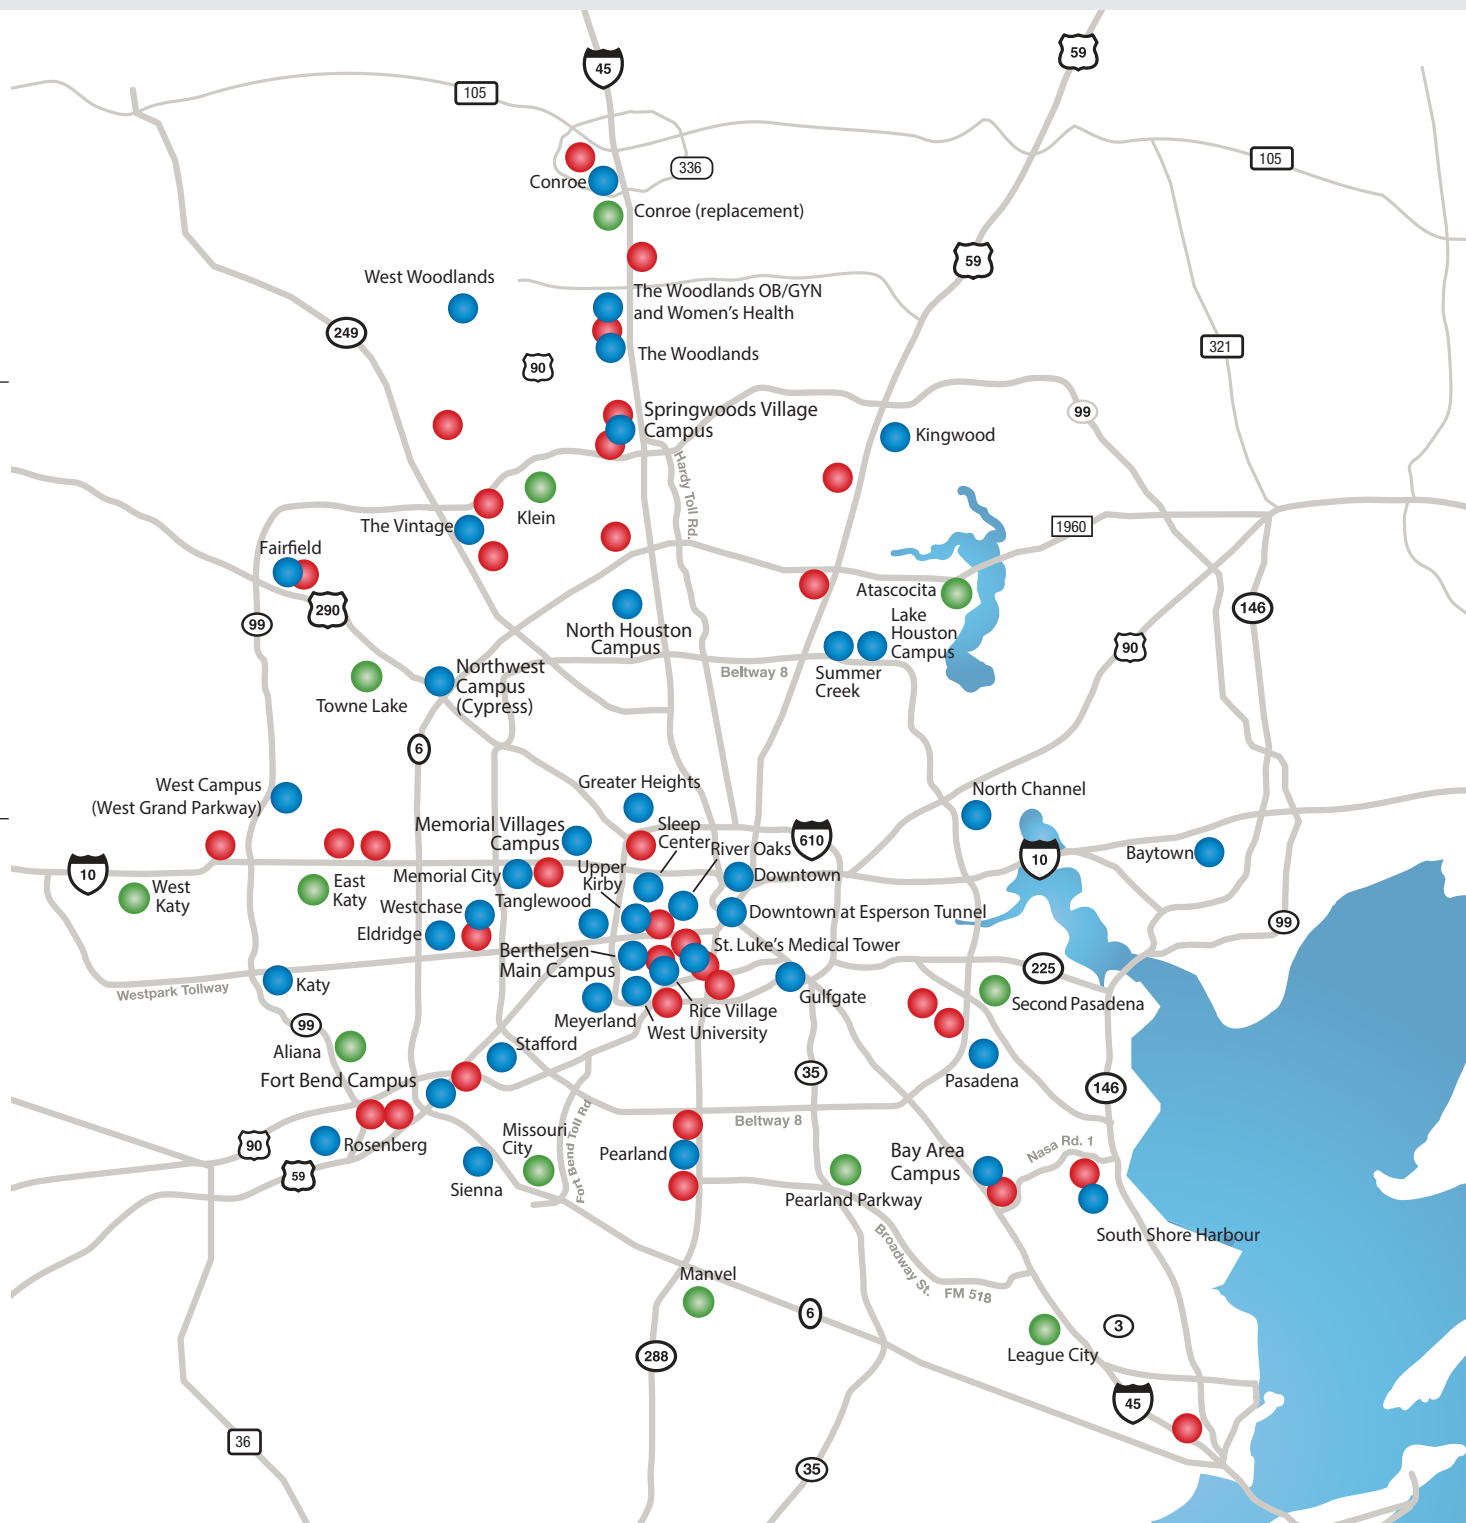 45
59
105
105
336
Conroe
Conroe (replacement)
59
West Woodlands
The Woodlands OB/GYN
and Women's Health
249
321
The Woodlands
90
99
Springwoods Village
Campus
Kingwood
Hardy Toll Rd.
Klein
The Vintage
1960
Fairfield
290
99
Atascocita
146
Lake
Houston
Campus
North Houston
Campus
90
Northwest
Campus
(Cypress)
Beltway 8
Summer
Creek
Towne Lake
6
West Campus
(West Grand Parkway)
Greater Heights
North Channel
Memorial Villages
Campus
Sleep
Center
River Oaks
610
10
Baytown
10
Memorial City
Upper
Kirby
Downtown
West
Katy
East
Katy
Tanglewood
Westchase
Downtown at Esperson Tunnel
99
Eldridge
Berthelsen
Main Campus
St. Luke's Medical Tower
225
Westpark Tollway
Katy
Gulfgate
Second Pasadena
Meyerland
Rice Village
West University
99
Aliana
Stafford
Fort Bend Campus
35
Pasadena
146
Beltway 8
Missouri
City
Fort Bend Toll Rd
90
Rosenberg
59
Nasa Rd. 1
Pearland
Bay Area
Campus
Sienna
Pearland Parkway
South Shore Harbour
Broadway St.
FM 518
Manvel
6
3
288
League City
45
36
35